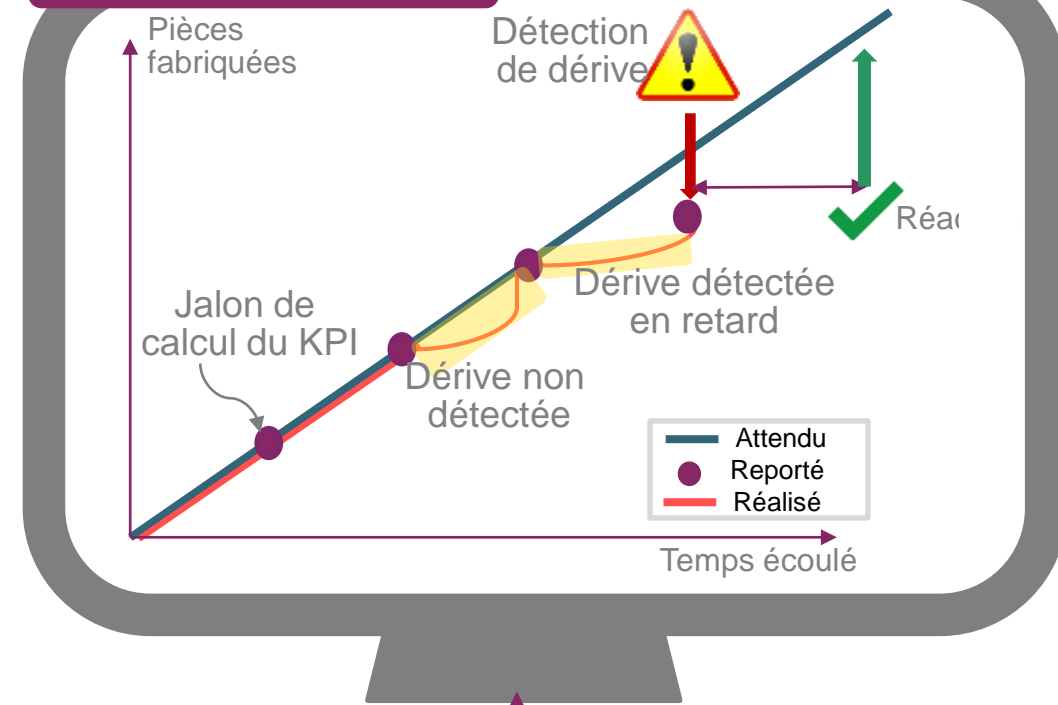 Pièces
fabriquées
Détection
de dérive
Jalon de
calcul du KPI
Dérive détectée
en retard
Dérive non
détectée
Attendu
Reporté
Réalisé
Temps écoulé